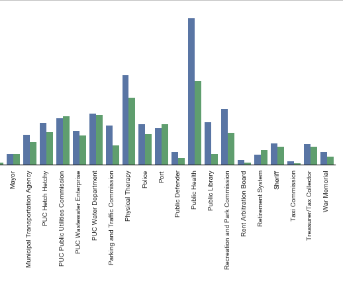 Mayor
Municipal Transportation Agency
PUC Hetch Hetchy
PUC Public Utilities Commission
PUC Wastewater Enterprise
PUC Water Department
Parking and Traffic Commission
Physical Therapy
Police
Port
Public Defender
Public Health
Public Library
Recreation and Park Commission
Rent Arbitration Board
Retirement System
Sheriff
Taxi Commission
Treasurer/Tax Collector
War Memorial